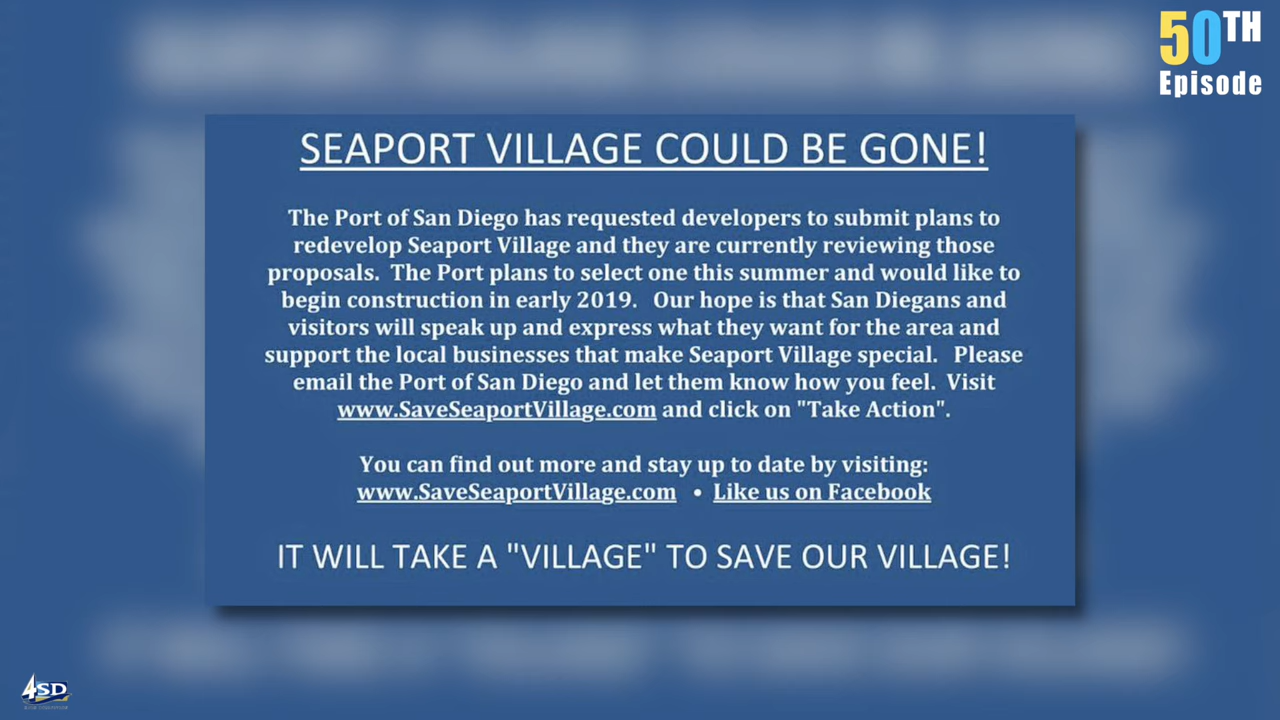 50TH
Episode
SEAPORT VILLAGE COULD BE GONE!
The Port of San Diego has requested developers to submit plans to
redevelop Seaport Village and they are currently reviewing those
proposals. The Port plans to select one this summer and would like to
begin construction in early 2019. Our hope is that San Diegans and
visitors will speak up and express what they want for the area and
support the local businesses that make Seaport Village special. Please
email the Port of San Diego and let them know how you feel. Visit
www.SaveSeaportVillage.com and click on "Take Action".
You can find out more and stay up to date by visiting:
www.SaveSeaportVillage.com • Like us on Facebook
IT WILL TAKE A "VILLAGE" TO SAVE OUR VILLAGE!
4SD